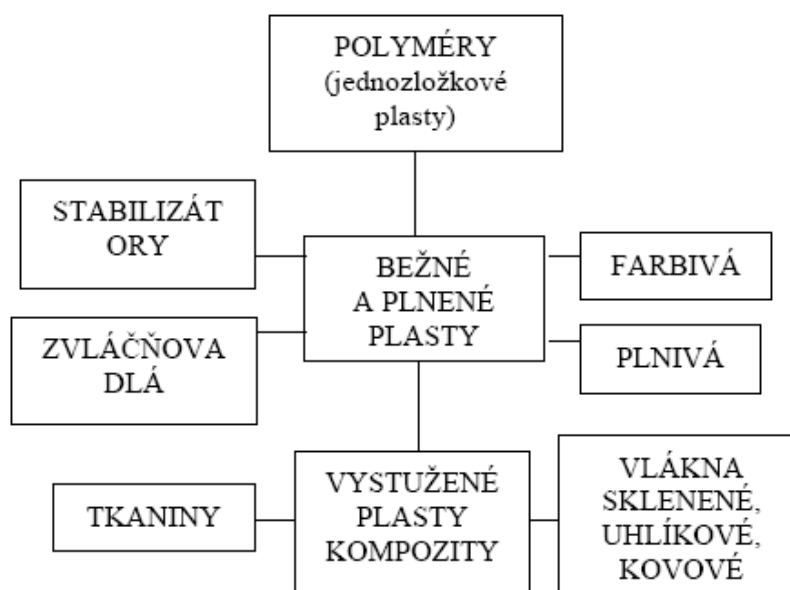 POLYMÉRY
(jednozložkové
plasty)
STABILIZÁT
ORY
BEŽNÉ
A PLNENÉ
PLASTY
FARBIVÁ
ZVLÁČŇOVA
DLÁ
PLNIVÁ
TKANINY
VYSTUŽENÉ
PLASTY
KOMPOZITY
VLÁKNA
SKLENENÉ,
UHLÍKOVÉ,
KOVOVÉ